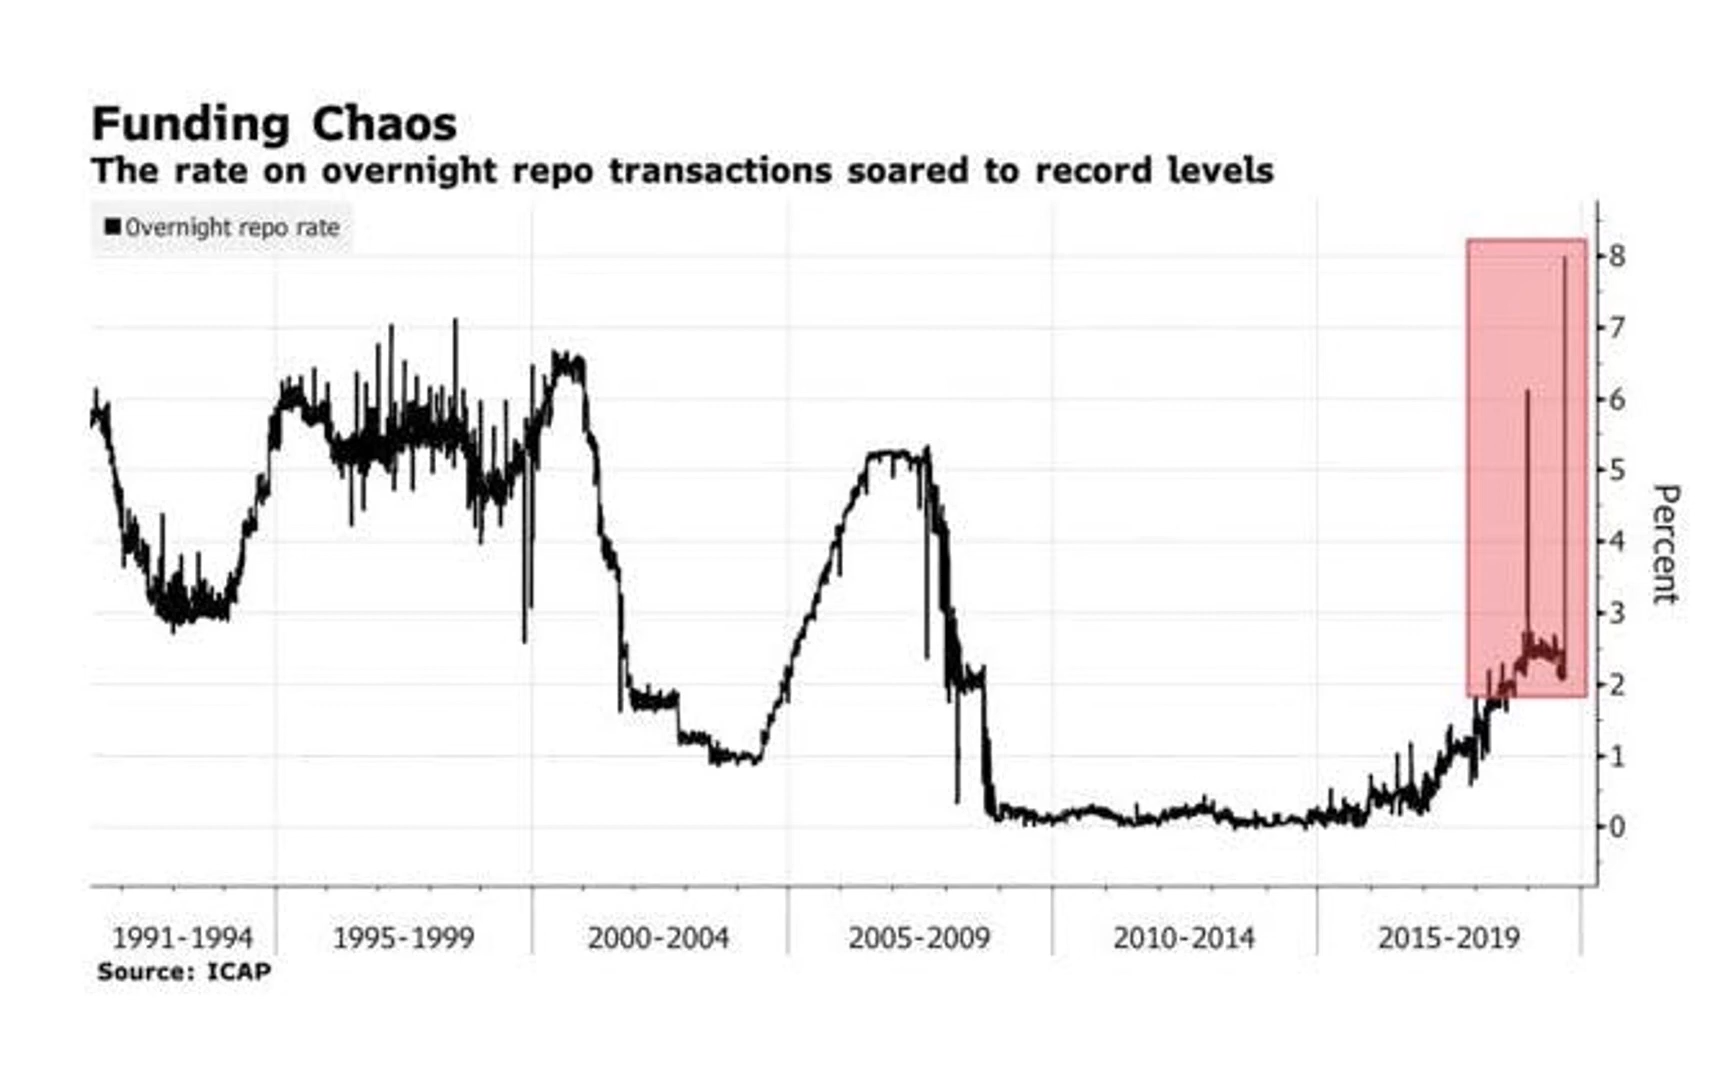 Funding Chaos
The rate on overnight repo transactions soared to record levels
Overnight repo rate
8
7
6
5
4
3
2
1
0
Percent
1991-1994 1995-1999 2000-2004 2005-2009 2010-2014 2015-2019
Source: ICAP